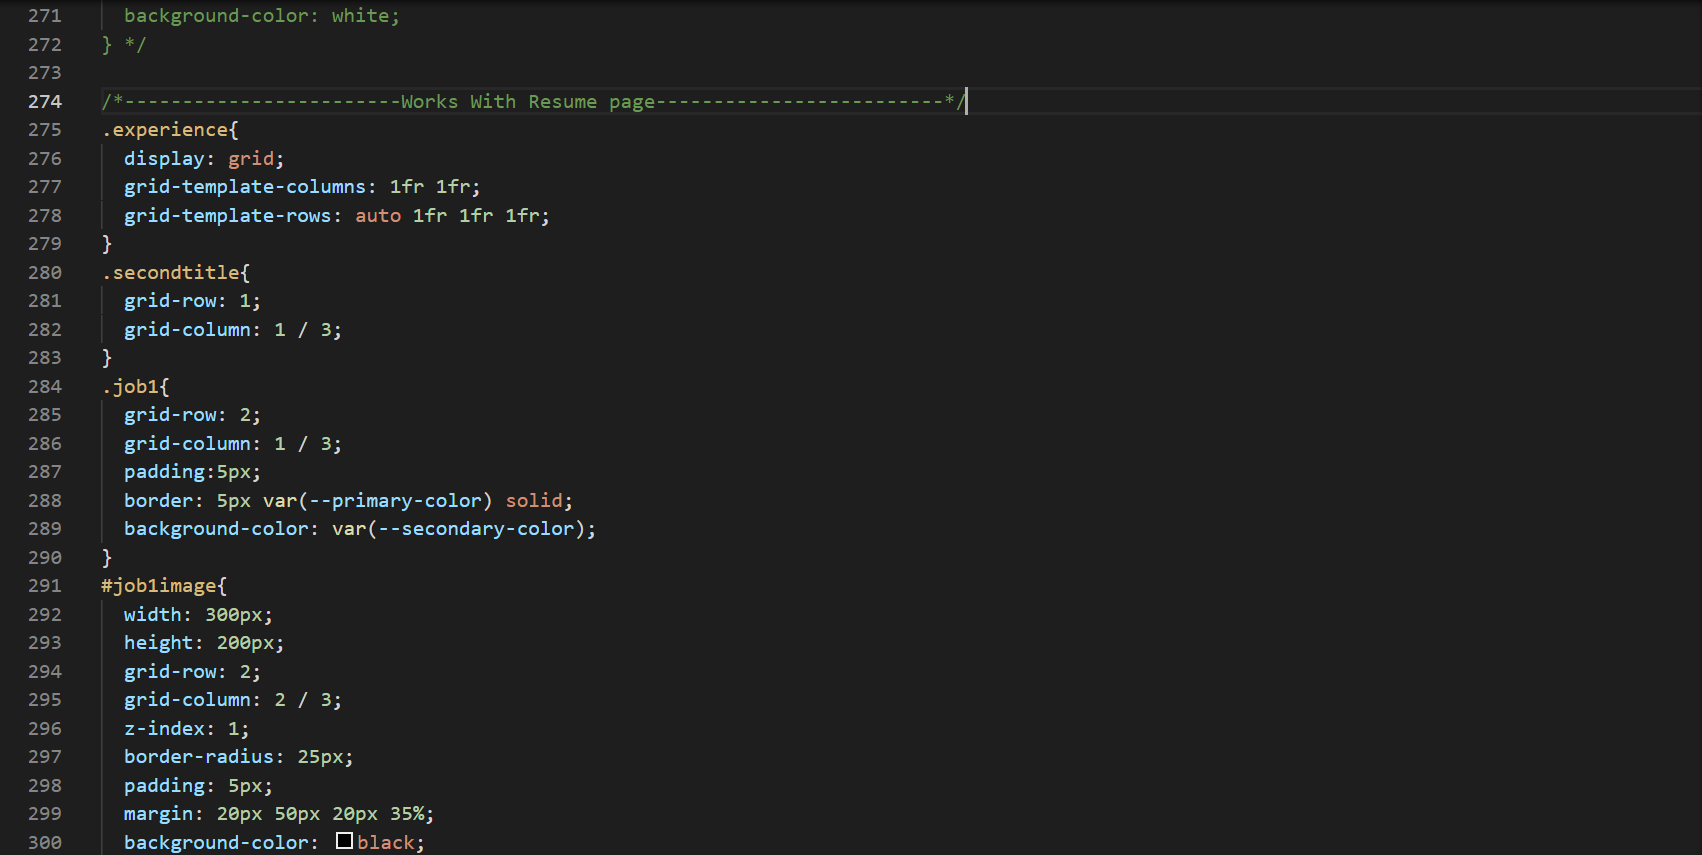 271 background-color: white;
272 } */
273
274 /*------------------------Works With Resume page-------------------------*/
275 .experience{
276 display: grid;
277 grid-template-columns: 1fr 1fr;
278 grid-template-rows: auto 1fr 1fr 1fr;
279 }
280 .secondtitle{
281 grid-row: 1;
282 grid-column: 1 / 3;
283 }
284 .job1{
285 grid-row: 2;
286 grid-column: 1 / 3;
287 padding:5px;
288 border: 5px var(--primary-color) solid;
289 background-color: var(--secondary-color);
290 }
291 #job1image{
292 width: 300px;
293 height: 200px;
294 grid-row: 2;
295 grid-column: 2 / 3;
296 z-index: 1;
297 border-radius: 25px;
298 padding: 5px;
299 margin: 20px 50px 20px 35%;
300 background-color: black;